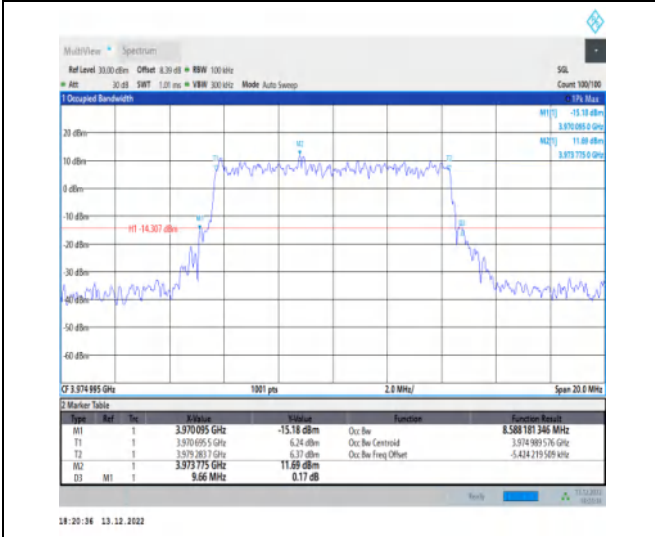 MultiView Spectrum
Ref Level 30.00 dBm Offset 8.39 dB RBW 100 kHz SGL
Att 30 dB SWT 1.01 ms VBW 300 kHz Mode Auto Sweep Count 100/100
1 Occupied Bandwidth 1Pk Max
M1[1] -15.18 dBm
3.970 095 0 GHz
M2[1] 11.69 dBm
3.973 775 0 GHz
20 dBm
10 dBm
0 dBm
-10 dBm
H1 -14.307 dBm
-20 dBm
-30 dBm
-40 dBm
-50 dBm
-60 dBm
M1
T1
M2
T2
D3
CF 3.974 995 GHz 1001 pts 2.0 MHz/ Span 20.0 MHz
2 Marker Table
Type Ref Trc X-Value Y-Value Function Function Result
M1 1 3.970 095 GHz -15.18 dBm Occ Bw 8.588 181 346 MHz
T1 1 3.970 695 5 GHz 6.24 dBm Occ Bw Centroid 3.974 989 576 GHz
T2 1 3.979 283 7 GHz 6.37 dBm Occ Bw Freq Offset -5.424 219 509 kHz
M2 1 3.973 775 GHz 11.69 dBm
D3 M1 1 9.66 MHz 0.17 dB
Ready 13.12.2022
18:20:36 13.12.2022